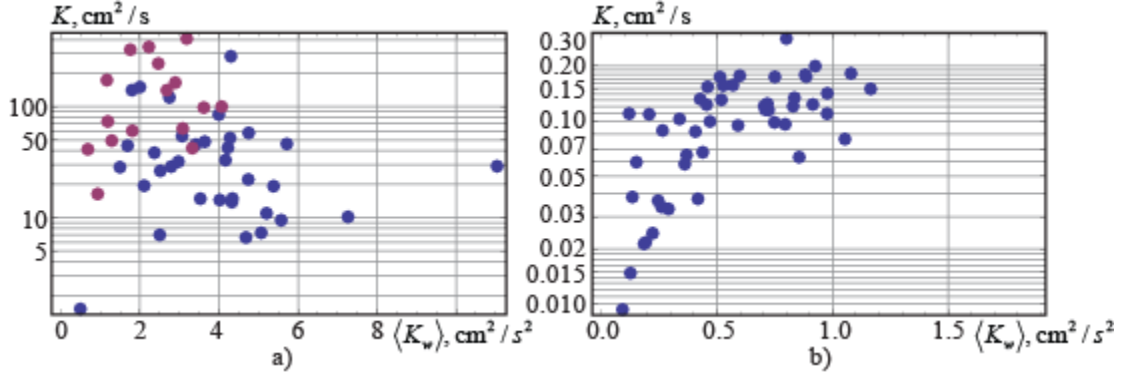 K, cm²/s
100
50
10
5
0 2 4 6 8 ⟨K_w⟩, cm²/s²
a)
K, cm²/s
0.30
0.20
0.15
0.10
0.07
0.05
0.03
0.02
0.015
0.010
0.0 0.5 1.0 1.5 ⟨K_w⟩, cm²/s²
b)